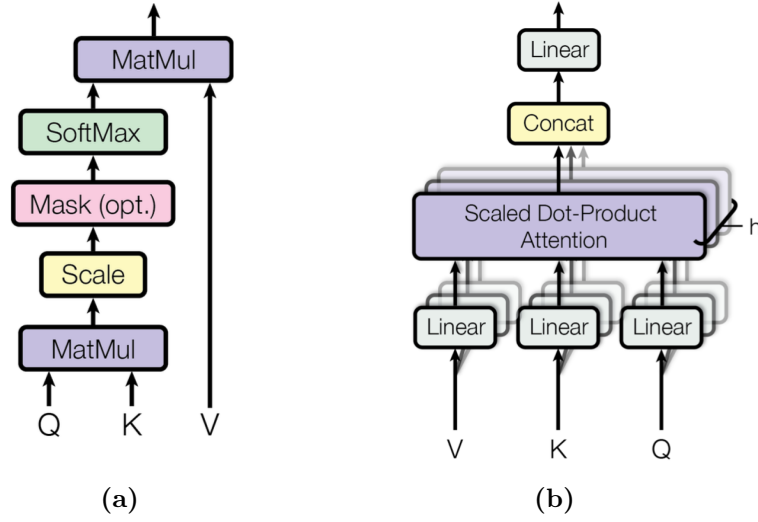 MatMul
SoftMax
Mask (opt.)
Scale
MatMul
Q K V
(a)
Linear
Concat
Scaled Dot-Product
Attention
h
Linear Linear Linear
V K Q
(b)